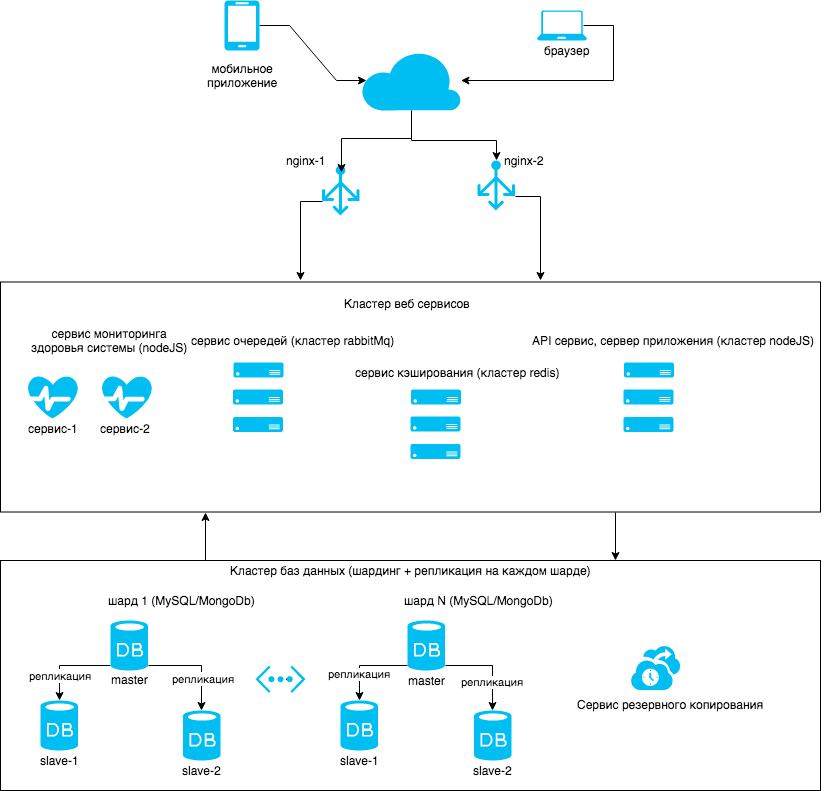 мобильное
приложение
браузер
nginx-1
nginx-2
Кластер веб сервисов
сервис мониторинга
здоровья системы (nodeJS)
сервис-1
сервис-2
сервис очередей (кластер rabbitMq)
сервис кэширования (кластер redis)
API сервис, сервер приложения (кластер nodeJS)
Кластер баз данных (шардинг + репликация на каждом шарде)
шард 1 (MySQL/MongoDb)
DB
master
репликация
репликация
DB
slave-1
DB
slave-2
шард N (MySQL/MongoDb)
DB
master
репликация
репликация
DB
slave-1
DB
slave-2
Сервис резервного копирования